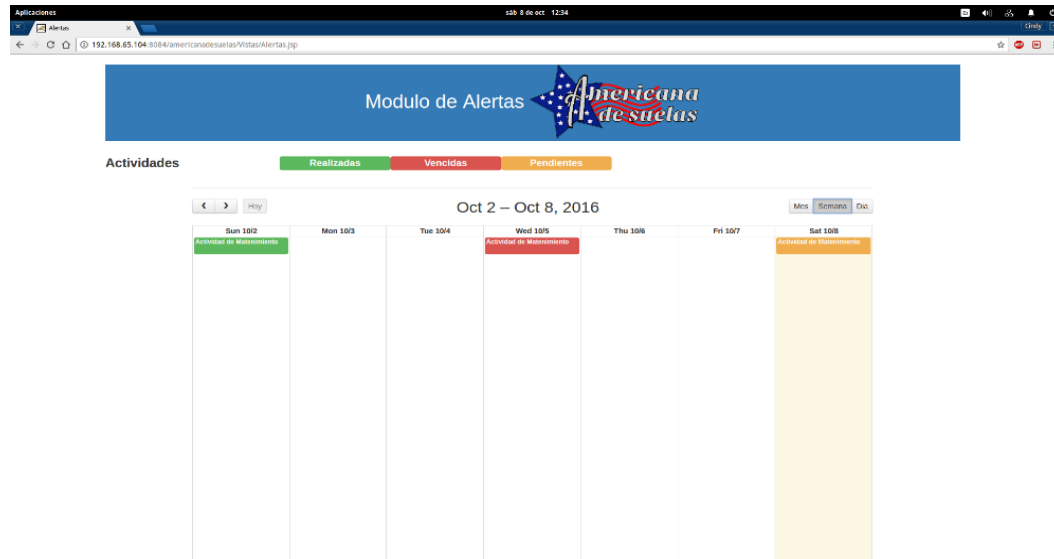 Aplicaciones
sáb 8 de oct 12:34
Alertas
Cindy
192.168.65.104:8084/americanadesuelas/Vistas/Alertas.jsp
Modulo de Alertas
Americana
de suelas
Actividades
Realizadas
Vencidas
Pendientes
Hoy
Oct 2 – Oct 8, 2016
Mes Semana Día
Sun 10/2 Mon 10/3 Tue 10/4 Wed 10/5 Thu 10/6 Fri 10/7 Sat 10/8
Actividad de Matenimiento Actividad de Matenimiento Actividad de Matenimiento